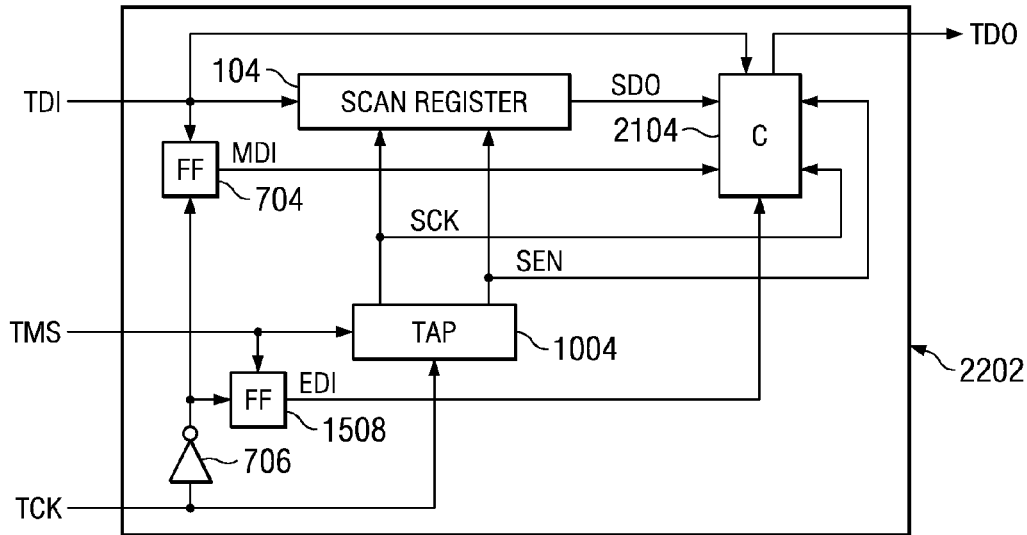 TDO
104
TDI
SCAN REGISTER
SDO
2104
C
FF
MDI
704
SCK
SEN
TMS
TAP
1004
2202
FF
EDI
1508
706
TCK